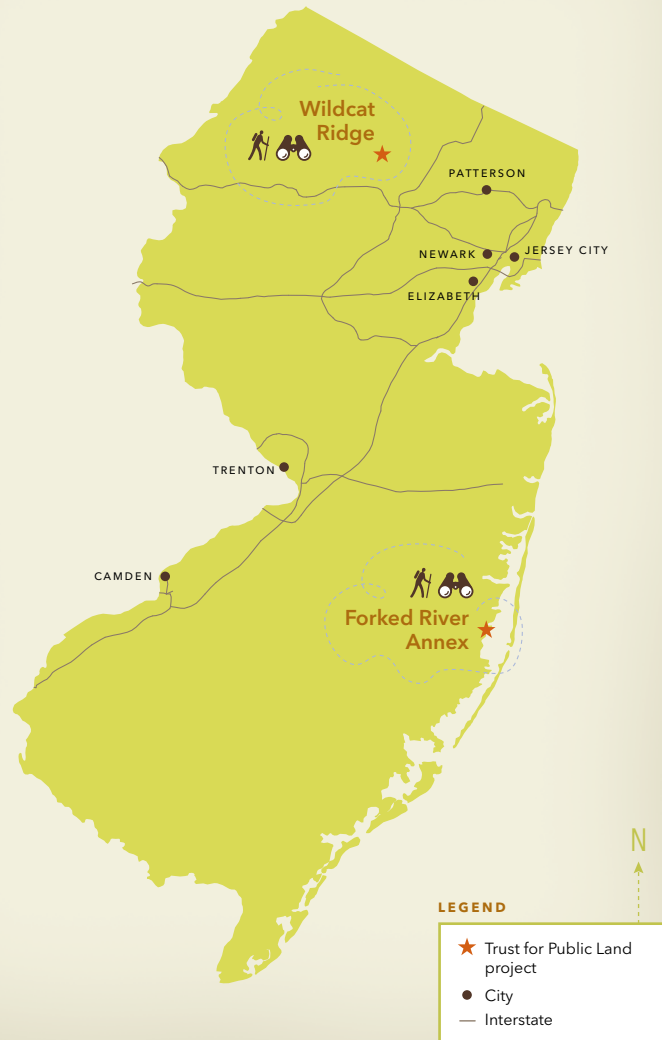 Wildcat
Ridge
PATTERSON
NEWARK
JERSEY CITY
ELIZABETH
TRENTON
CAMDEN
Forked River
Annex
N
LEGEND
Trust for Public Land
project
City
Interstate